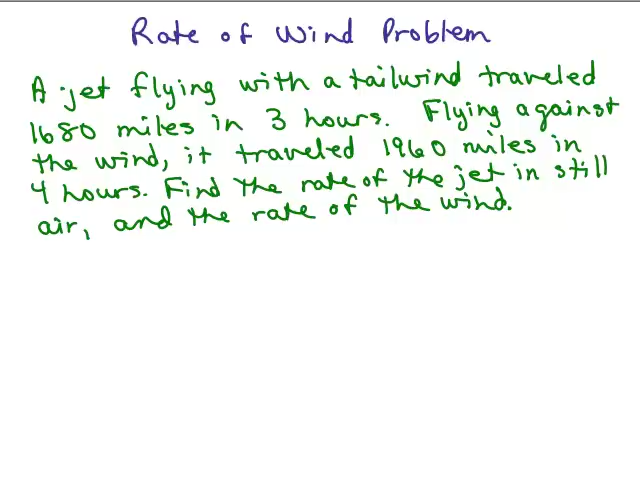 Rate of Wind Problem
A jet flying with a tailwind traveled
1680 miles in 3 hours. Flying against
the wind, it traveled 1960 miles in
4 hours. Find the rate of the jet in still
air, and the rate of the wind.